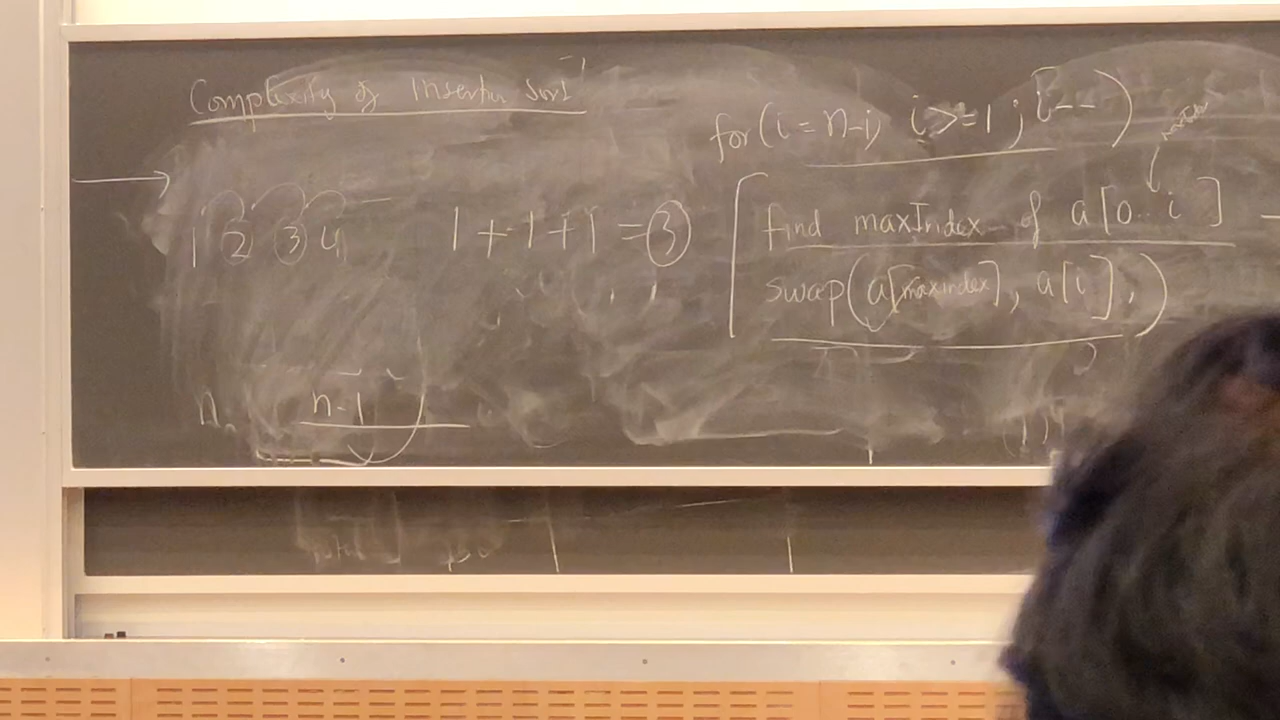 Complexity of Insertion Sort
1 2 3 4
1 + 1 + 1 = 3
n n-1
for (i = n-i; i >= 1; i--)
find maxIndex of a[0..i]
swap(a[maxindex], a[i];)